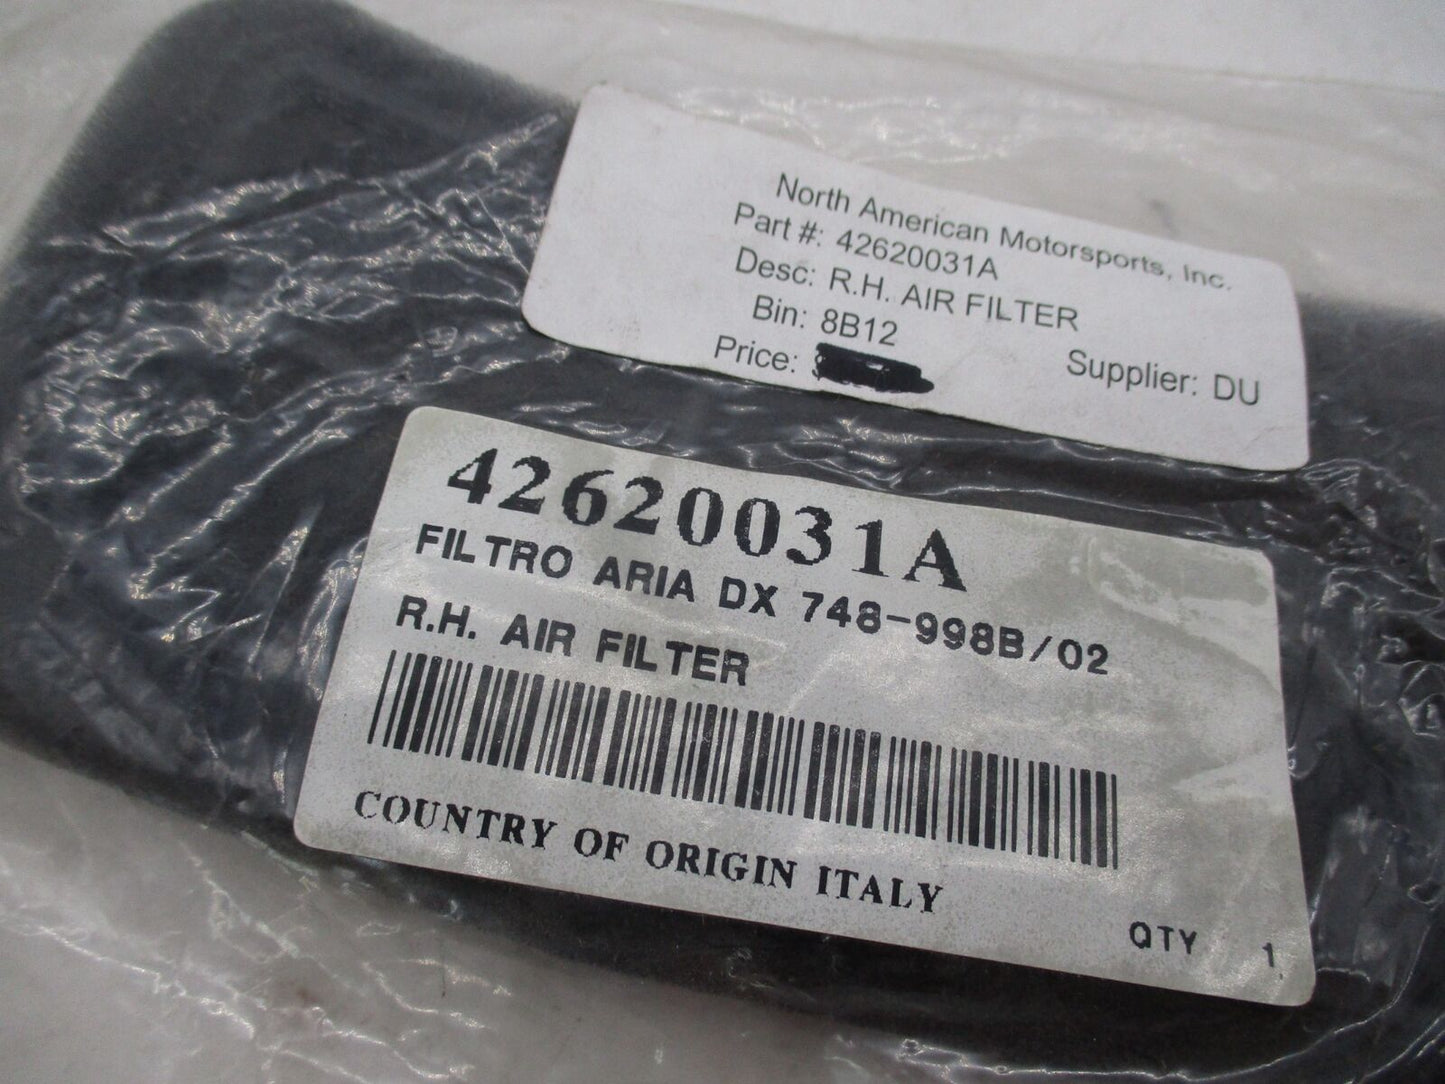 North American Motorsports, Inc.
Part #: 42620031A
Desc: R.H. AIR FILTER
Bin: 8B12
Price: Supplier: DU
42620031A
FILTRO ARIA DX 748-998B/02
R.H. AIR FILTER
COUNTRY OF ORIGIN ITALY
QTY 1